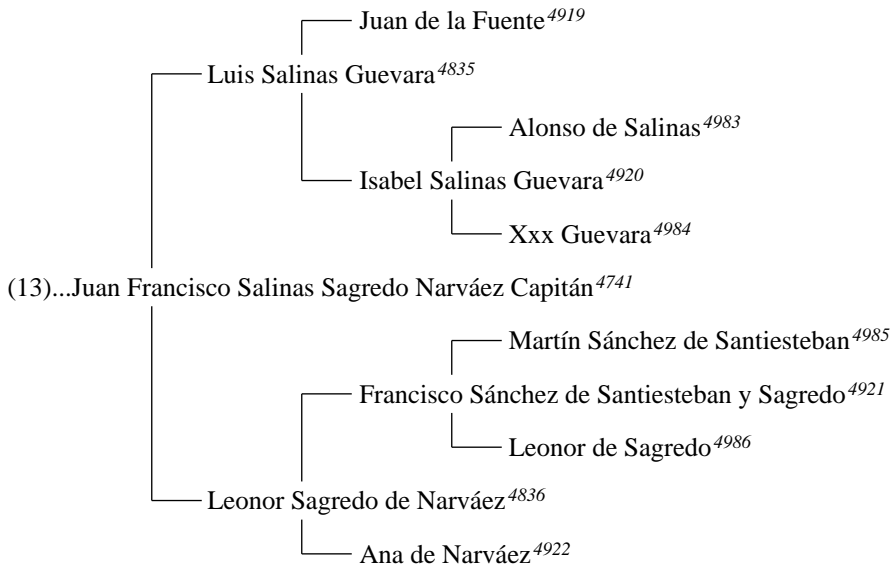 Juan de la Fuente4919
Luis Salinas Guevara4835
Alonso de Salinas4983
Isabel Salinas Guevara4920
Xxx Guevara4984
(13)...Juan Francisco Salinas Sagredo Narváez Capitán4741
Martín Sánchez de Santiesteban4985
Francisco Sánchez de Santiesteban y Sagredo4921
Leonor de Sagredo4986
Leonor Sagredo de Narváez4836
Ana de Narváez4922